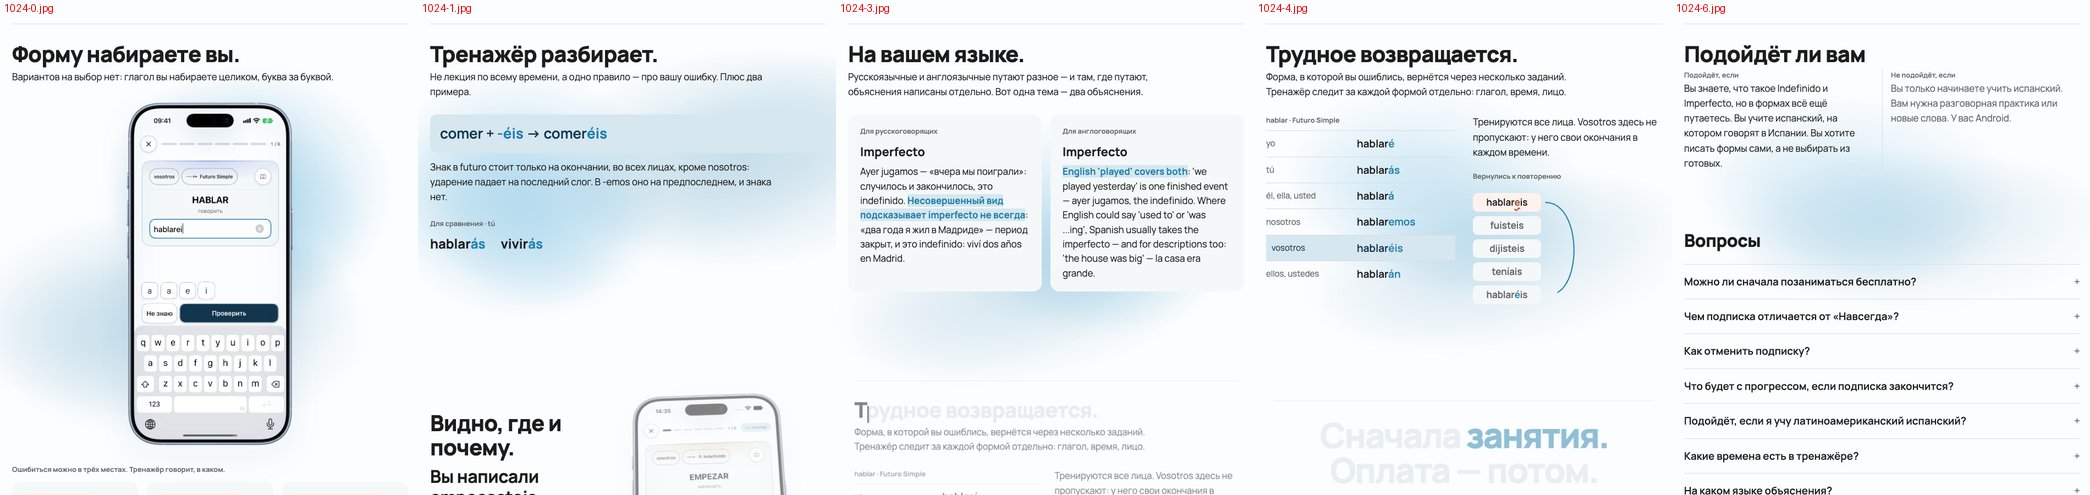 1024-0.jpg
Форму набираете вы.
Вариантов на выбор нет: глагол вы набираете целиком, буква за буквой.
09:41
1/6
vosotros
Futuro Simple
HABLAR
говорить
hablarei
a a e i
Не знаю
Проверить
q w e r t y u i o p
a s d f g h j k l
z x c v b n m
123
Ошибиться можно в трёх местах. Тренажёр говорит, в каком.
1024-1.jpg
Тренажёр разбирает.
Не лекция по всему времени, а одно правило — про вашу ошибку. Плюс два
примера.
comer + -éis → comeréis
Знак в futuro стоит только на окончании, во всех лицах, кроме nosotros:
ударение падает на последний слог. В -emos оно на предпоследнем, и знака
нет.
Для сравнения · tú
hablarás vivirás
Видно, где и
почему.
Вы написали
14:35
1/6
vosotros
P. Indefinido
EMPEZAR
1024-3.jpg
На вашем языке.
Русскоязычные и англоязычные путают разное — и там, где путают,
объяснения написаны отдельно. Вот одна тема — два объяснения.
Для русскоговорящих
Imperfecto
Ayer jugamos — «вчера мы поиграли»:
случилось и закончилось, это
indefinido. Несовершенный вид
подсказывает imperfecto не всегда:
«два года я жил в Мадриде» — период
закрыт, и это indefinido: viví dos años
en Madrid.
Для англоговорящих
Imperfecto
English 'played' covers both: 'we
played yesterday' is one finished event
— ayer jugamos, the indefinido. Where
English could say 'used to' or 'was
...ing', Spanish usually takes the
imperfecto — and for descriptions too:
'the house was big' — la casa era
grande.
Трудное возвращается.
Форма, в которой вы ошиблись, вернётся через несколько заданий.
Тренажёр следит за каждой формой отдельно: глагол, время, лицо.
hablar · Futuro Simple
Тренируются все лица. Vosotros здесь не
пропускают: у него свои окончания в
1024-4.jpg
Трудное возвращается.
Форма, в которой вы ошиблись, вернётся через несколько заданий.
Тренажёр следит за каждой формой отдельно: глагол, время, лицо.
hablar · Futuro Simple
yo hablaré
tú hablarás
él, ella, usted hablará
nosotros hablaremos
vosotros hablaréis
ellos, ustedes hablarán
Тренируются все лица. Vosotros здесь не
пропускают: у него свои окончания в
каждом времени.
Вернулись к повторению
hablareis
fuisteis
dijisteis
teníais
hablaréis
Сначала занятия.
Оплата — потом.
1024-6.jpg
Подойдёт ли вам
Подойдёт, если
Вы знаете, что такое Indefinido и
Imperfecto, но в формах всё ещё
путаетесь. Вы учите испанский, на
котором говорят в Испании. Вы хотите
писать формы сами, а не выбирать из
готовых.
Не подойдёт, если
Вы только начинаете учить испанский.
Вам нужна разговорная практика или
новые слова. У вас Android.
Вопросы
Можно ли сначала позаниматься бесплатно? +
Чем подписка отличается от «Навсегда»? +
Как отменить подписку? +
Что будет с прогрессом, если подписка закончится? +
Подойдёт, если я учу латиноамериканский испанский? +
Какие времена есть в тренажёре? +
На каком языке объяснения? +